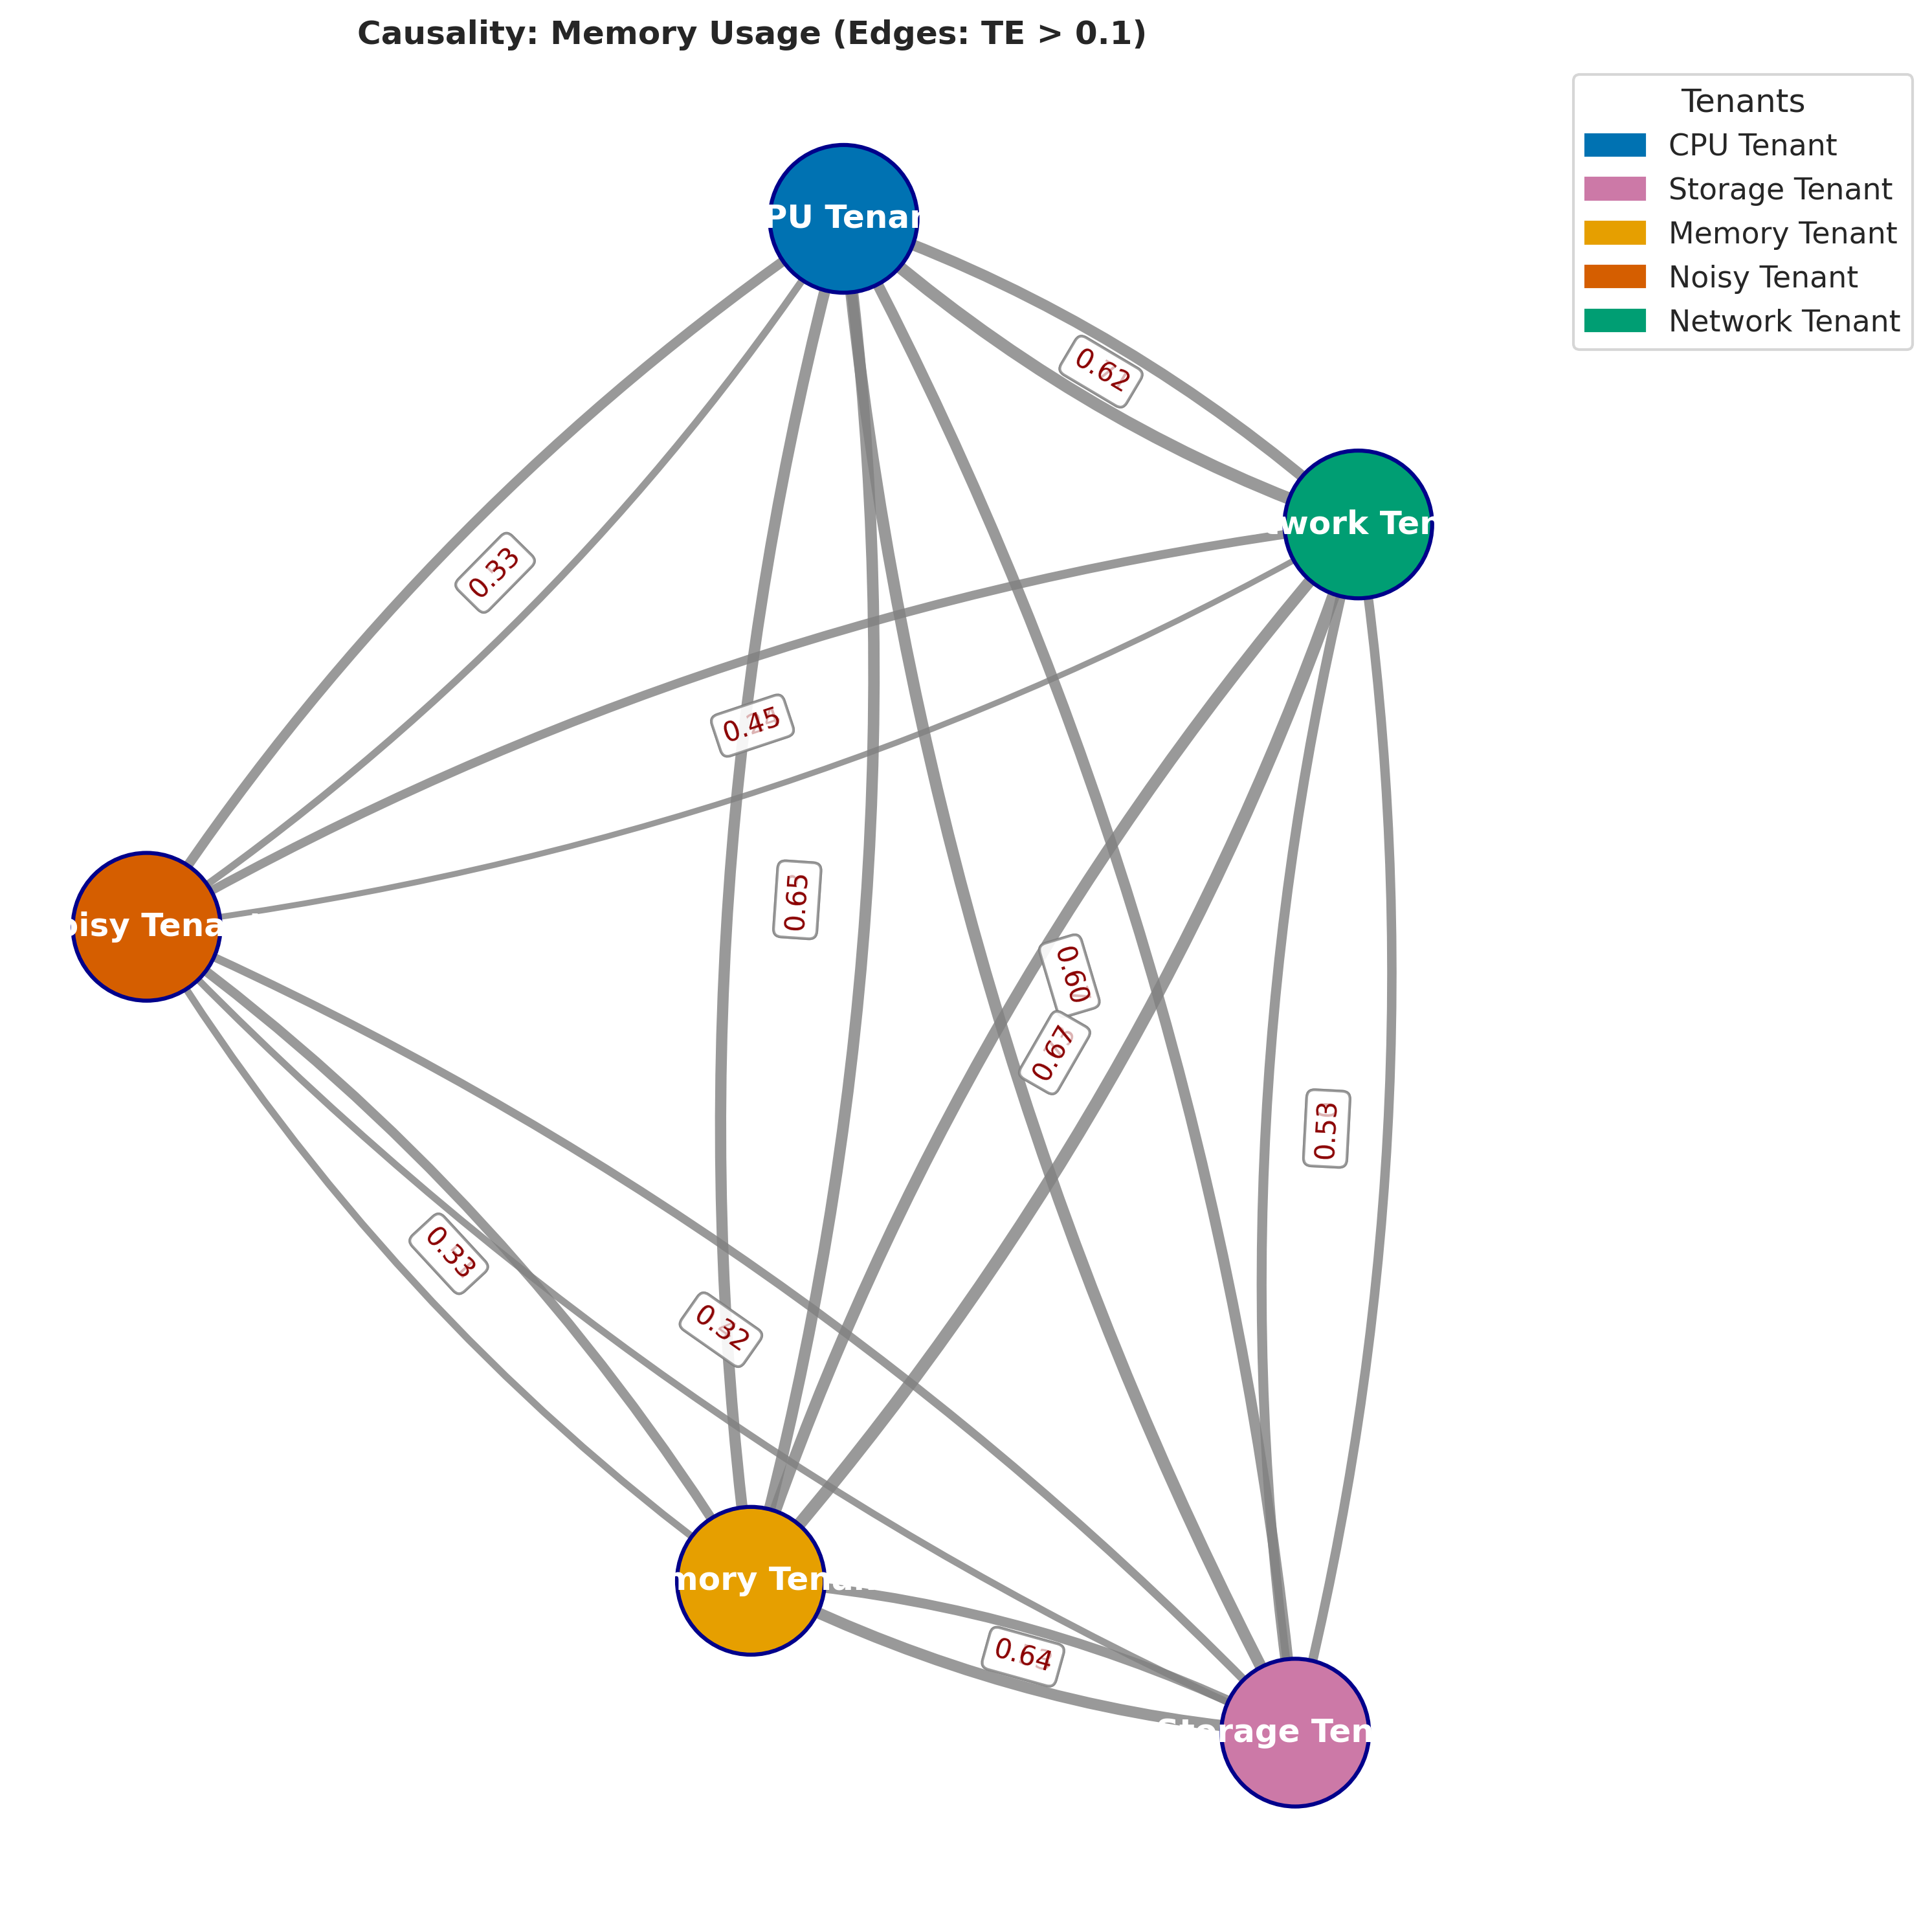 Causality: Memory Usage (Edges: TE > 0.1)
Tenants
CPU Tenant
Storage Tenant
Memory Tenant
Noisy Tenant
Network Tenant
PU Tenan
0.62
work Ten
0.33
0.45
0.65
oisy Tena
0.60
0.67
0.53
0.33
0.32
mory Tenan
0.64
Storage Ten